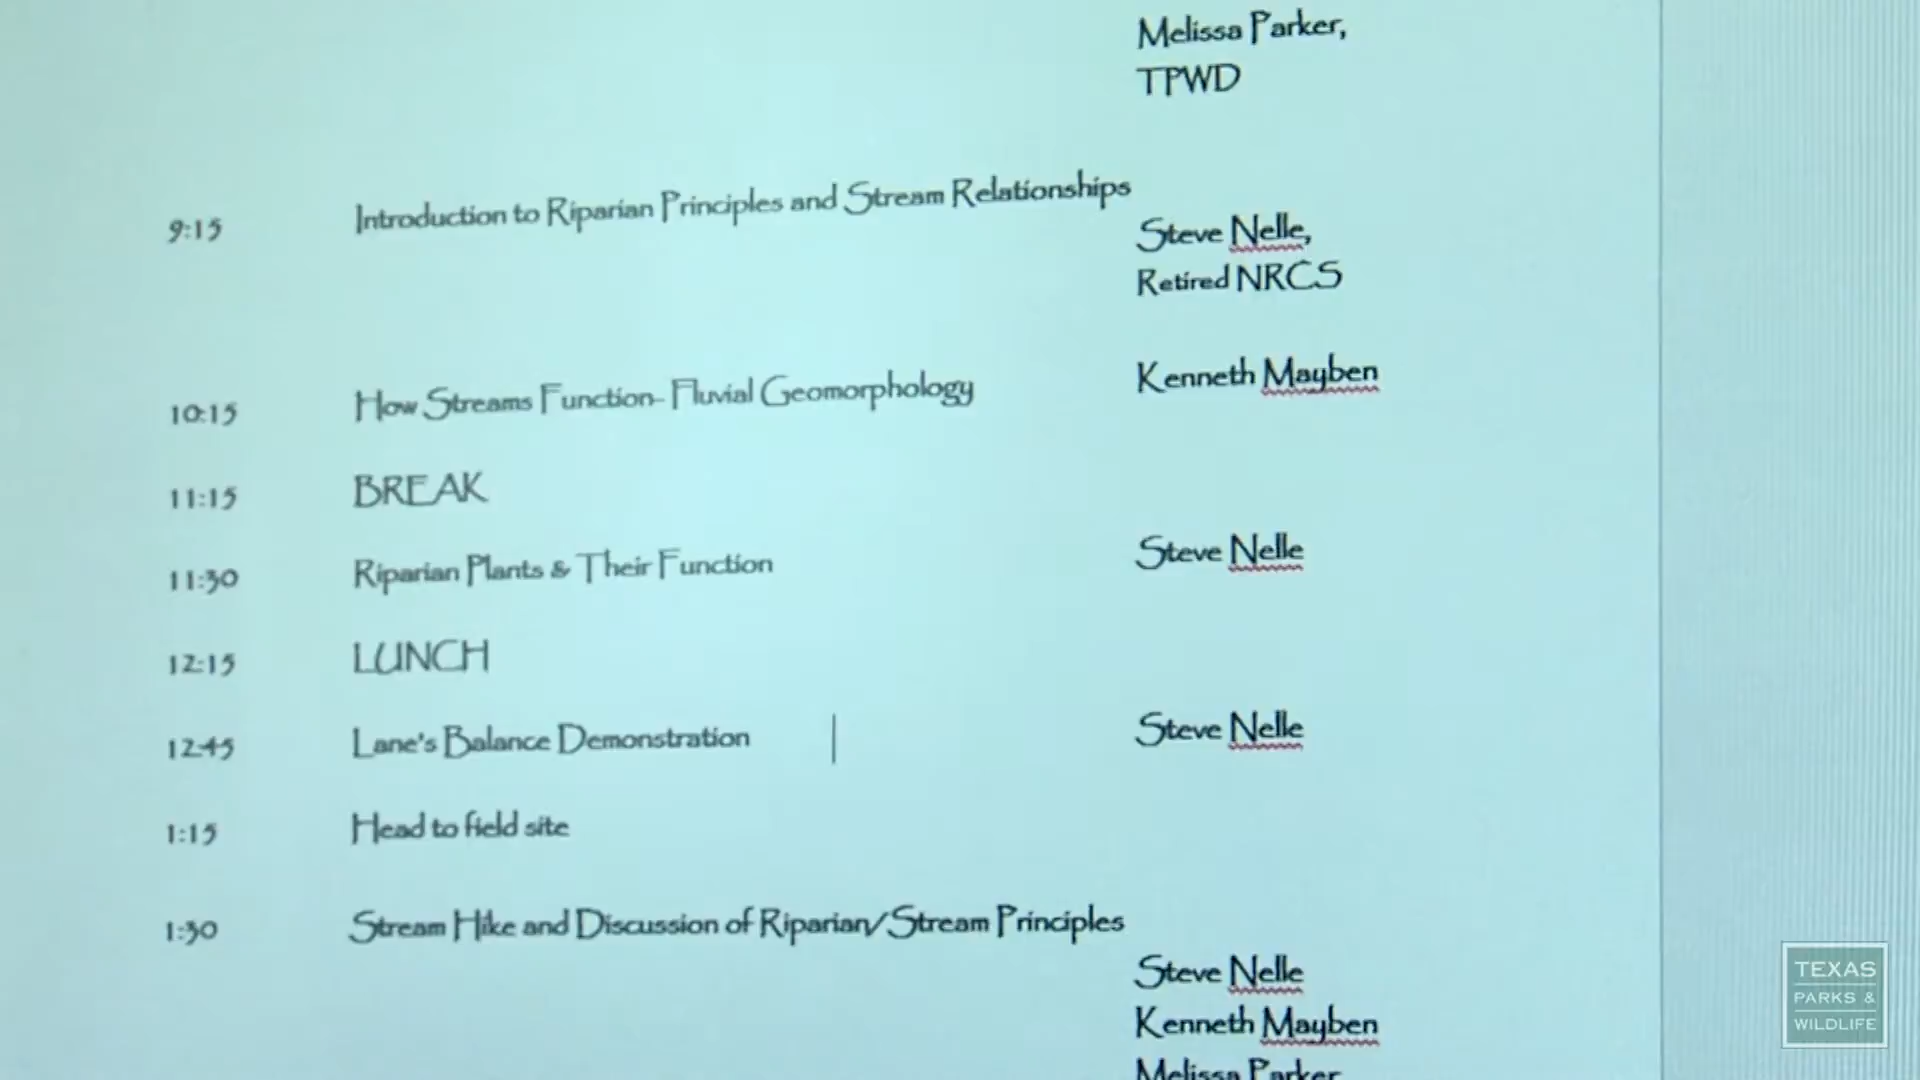 Melissa Parker,
TPWD
9:15 Introduction to Riparian Principles and Stream Relationships
Steve Nelle,
Retired NRCS
10:15 How Streams Function- Fluvial Geomorphology Kenneth Mayben
11:15 BREAK
11:30 Riparian Plants & Their Function Steve Nelle
12:15 LUNCH
12:45 Lane's Balance Demonstration Steve Nelle
1:15 Head to field site
1:30 Stream Hike and Discussion of Riparian/Stream Principles
Steve Nelle
Kenneth Mayben
Melissa Parker
TEXAS
PARKS &
WILDLIFE